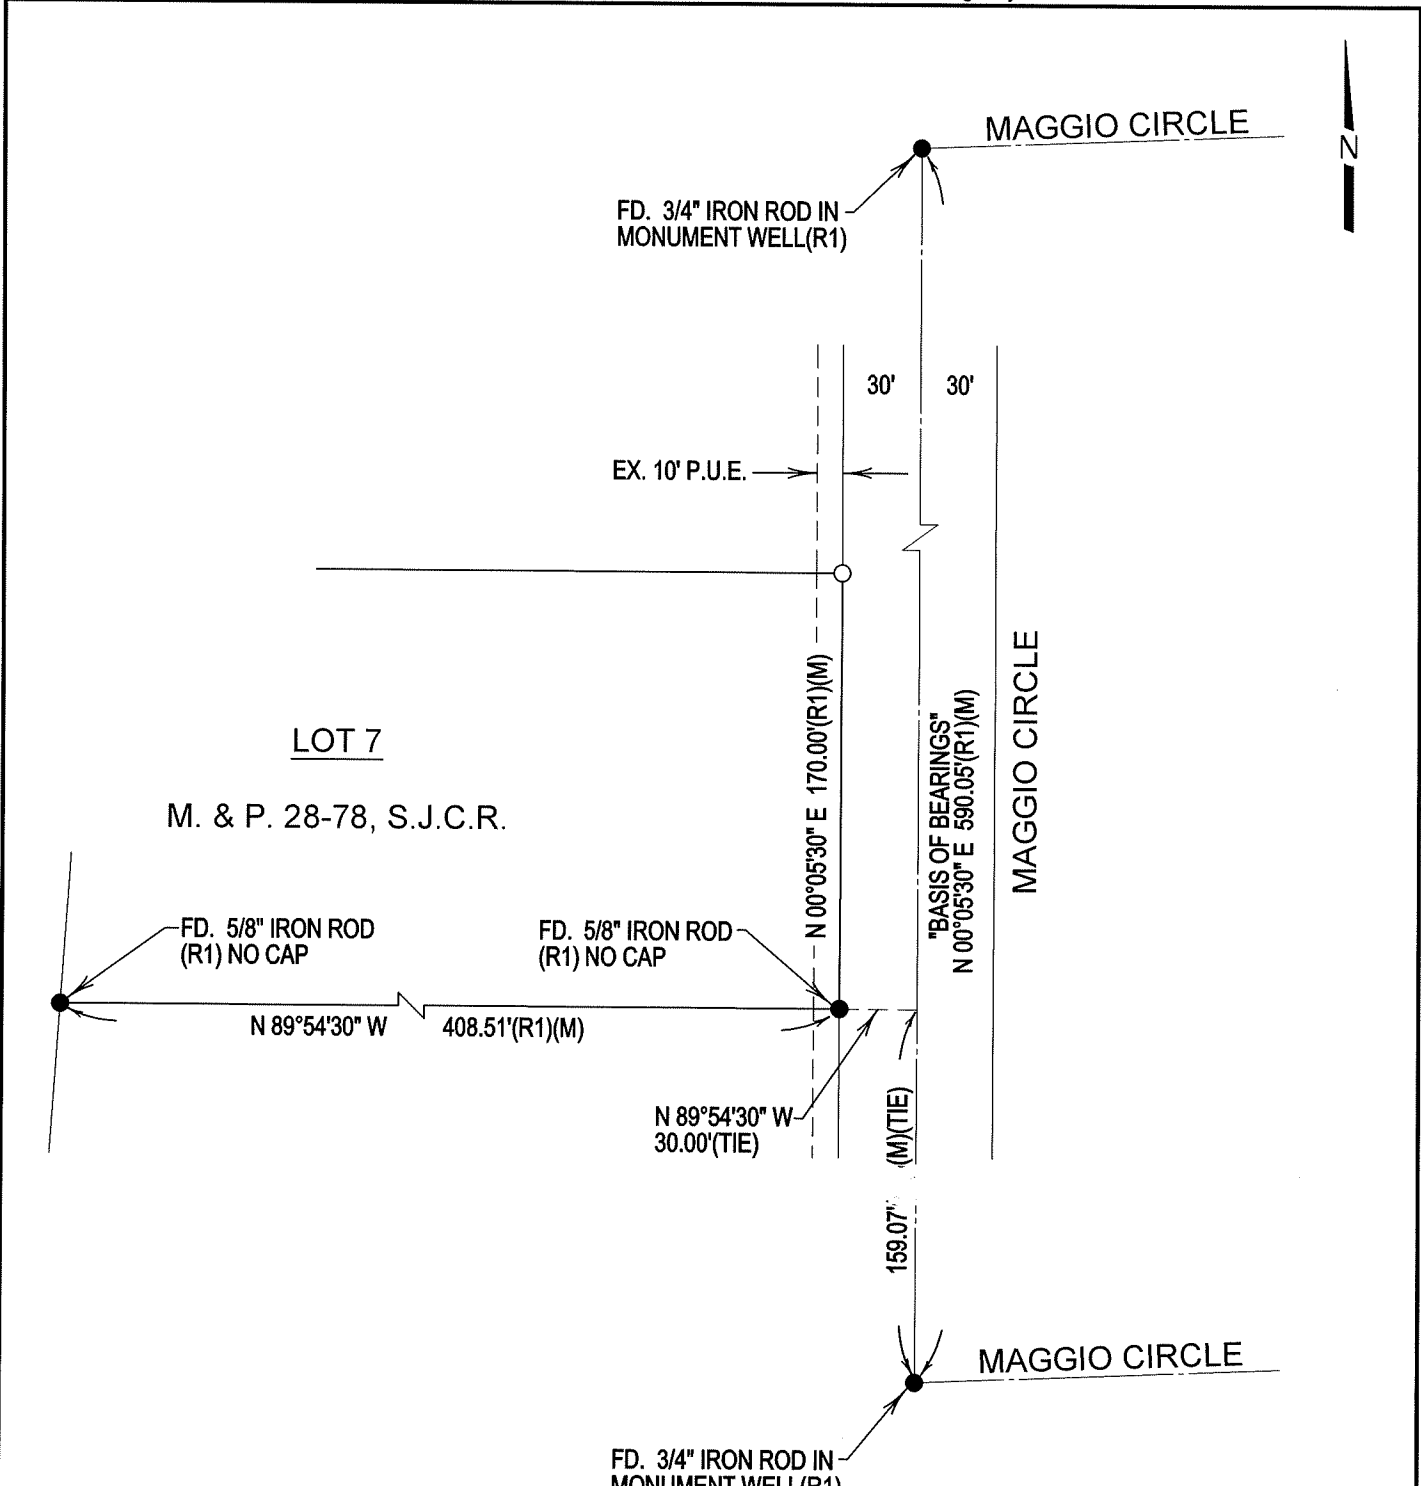 MAGGIO CIRCLE
N
FD. 3/4" IRON ROD IN
MONUMENT WELL(R1)
30'
30'
EX. 10' P.U.E.
N 00°05'30" E 170.00'(R1)(M)
"BASIS OF BEARINGS"
N 00°05'30" E 590.05'(R1)(M)
MAGGIO CIRCLE
LOT 7
M. & P. 28-78, S.J.C.R.
FD. 5/8" IRON ROD
(R1) NO CAP
FD. 5/8" IRON ROD
(R1) NO CAP
N 89°54'30" W 408.51'(R1)(M)
N 89°54'30" W
30.00'(TIE)
159.07' (M)(TIE)
MAGGIO CIRCLE
FD. 3/4" IRON ROD IN
MONUMENT WELL(R1)